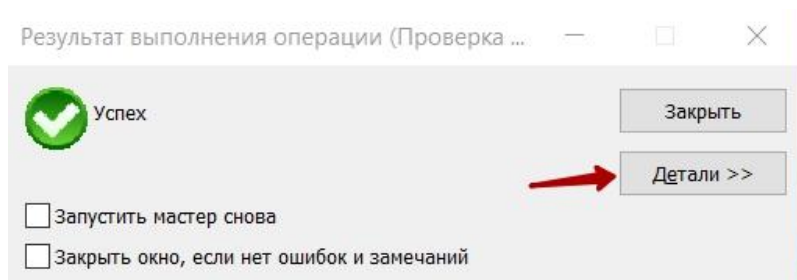 Результат выполнения операции (Проверка ...
Успех
Закрыть
Детали >>
Запустить мастер снова
Закрыть окно, если нет ошибок и замечаний